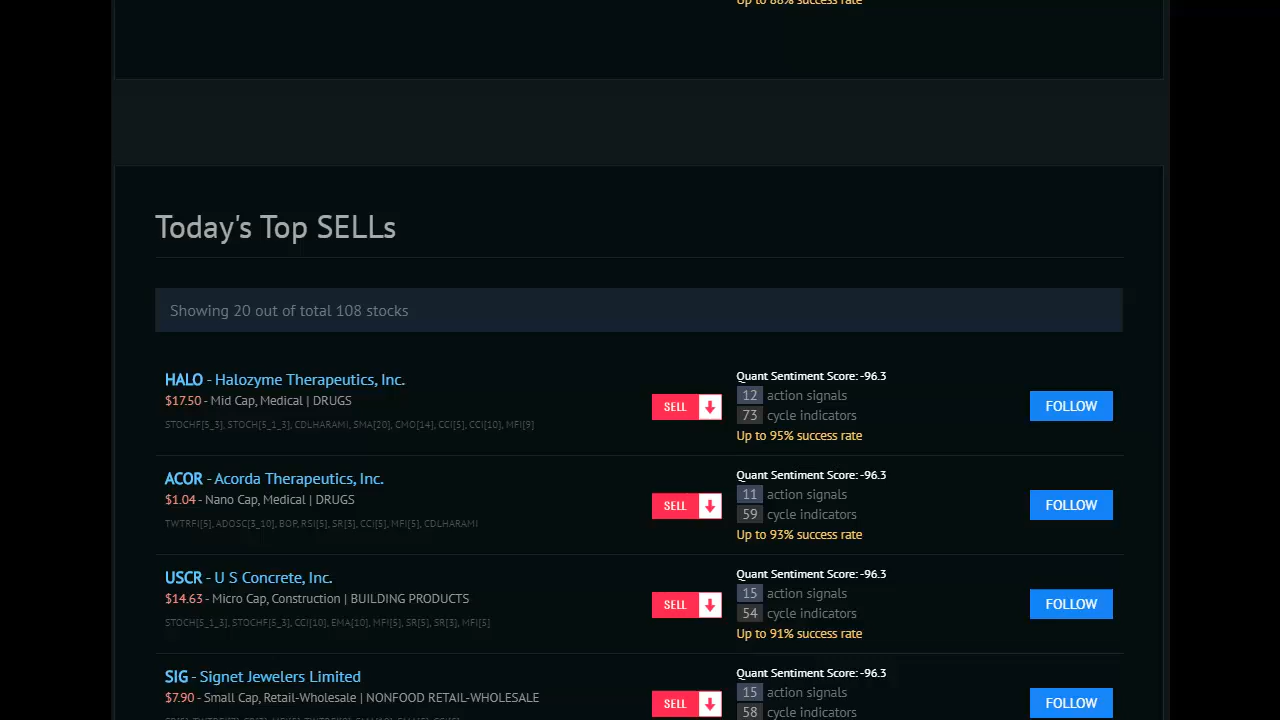 Up to 88% success rate
Today's Top SELLs
Showing 20 out of total 108 stocks
HALO - Halozyme Therapeutics, Inc.
$17.50 - Mid Cap, Medical | DRUGS
STOCHF[5_3], STOCH[5_1_3], CDLHARAMI, SMA[20], CMO[14], CCI[5], CCI[10], MFI[9]
SELL
Quant Sentiment Score: -96.3
12 action signals
73 cycle indicators
Up to 95% success rate
FOLLOW
ACOR - Acorda Therapeutics, Inc.
$1.04 - Nano Cap, Medical | DRUGS
TWTRFI[5], ADOSC[3_10], BOP, RSI[5], SR[3], CCI[5], MFI[5], CDLHARAMI
SELL
Quant Sentiment Score: -96.3
11 action signals
59 cycle indicators
Up to 93% success rate
FOLLOW
USCR - U S Concrete, Inc.
$14.63 - Micro Cap, Construction | BUILDING PRODUCTS
STOCH[5_1_3], STOCHF[5_3], CCI[10], EMA[10], MFI[5], SR[5], SR[3], MFI[5]
SELL
Quant Sentiment Score: -96.3
15 action signals
54 cycle indicators
Up to 91% success rate
FOLLOW
SIG - Signet Jewelers Limited
$7.90 - Small Cap, Retail-Wholesale | NONFOOD RETAIL-WHOLESALE
SELL
Quant Sentiment Score: -96.3
15 action signals
58 cycle indicators
FOLLOW